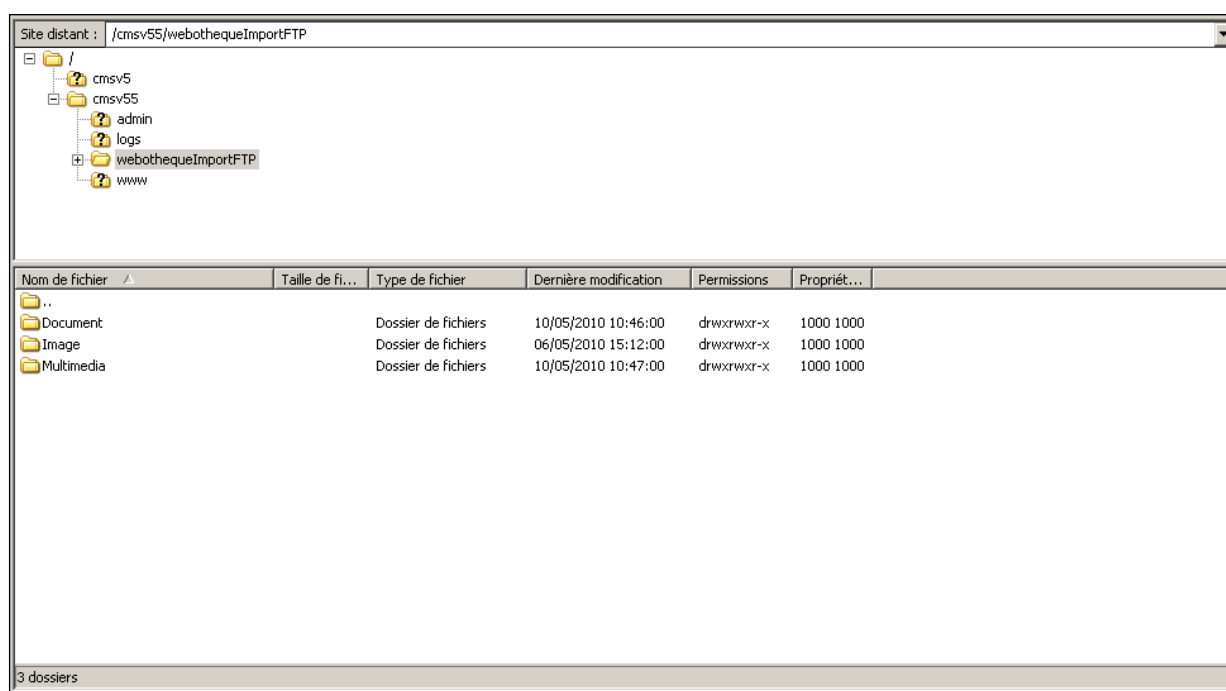 Site distant : /cmsv55/webothequeImportFTP
/
cmsv5
cmsv55
admin
logs
webothequeImportFTP
www
Nom de fichier Taille de fi... Type de fichier Dernière modification Permissions Propriét...
..
Document Dossier de fichiers 10/05/2010 10:46:00 drwxrwxr-x 1000 1000
Image Dossier de fichiers 06/05/2010 15:12:00 drwxrwxr-x 1000 1000
Multimedia Dossier de fichiers 10/05/2010 10:47:00 drwxrwxr-x 1000 1000
3 dossiers